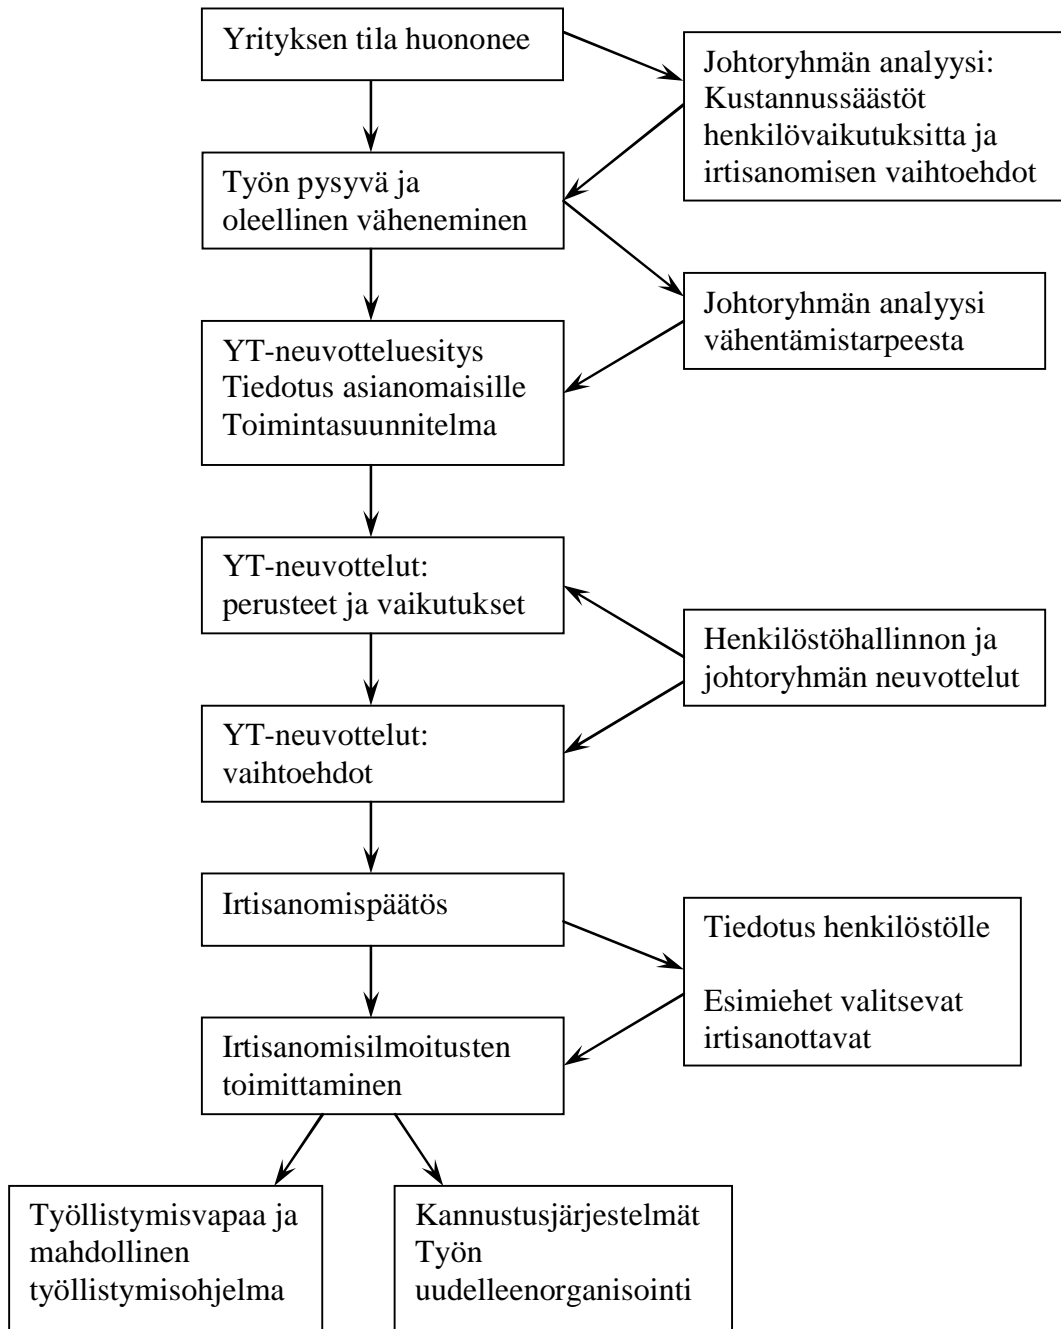 Yrityksen tila huononee
Johtoryhmän analyysi:
Kustannussäästöt
henkilövaikutuksitta ja
irtisanomisen vaihtoehdot
Työn pysyvä ja
oleellinen väheneminen
Johtoryhmän analyysi
vähentämistarpeesta
YT-neuvotteluesitys
Tiedotus asianomaisille
Toimintasuunnitelma
YT-neuvottelut:
perusteet ja vaikutukset
Henkilöstöhallinnon ja
johtoryhmän neuvottelut
YT-neuvottelut:
vaihtoehdot
Irtisanomispäätös
Tiedotus henkilöstölle
Esimiehet valitsevat
irtisanottavat
Irtisanomisilmoitusten
toimittaminen
Työllistymisvapaa ja
mahdollinen
työllistymisohjelma
Kannustusjärjestelmät
Työn
uudelleenorganisointi